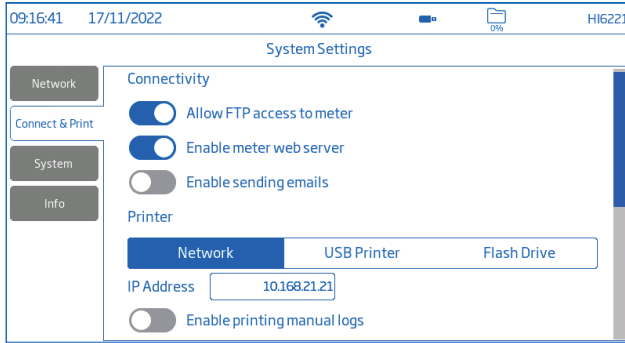 09:16:41 17/11/2022 0% HI6221
System Settings
Network
Connect & Print
System
Info
Connectivity
Allow FTP access to meter
Enable meter web server
Enable sending emails
Printer
Network USB Printer Flash Drive
IP Address 10.168.21.21
Enable printing manual logs